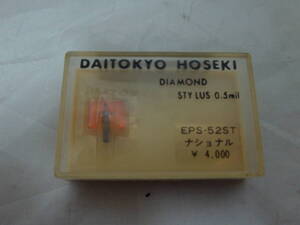 DAITOKYO HOSEKI
DIAMOND
STYLUS 0.5mil
EPS-52ST
ナショナル
¥ 4,000